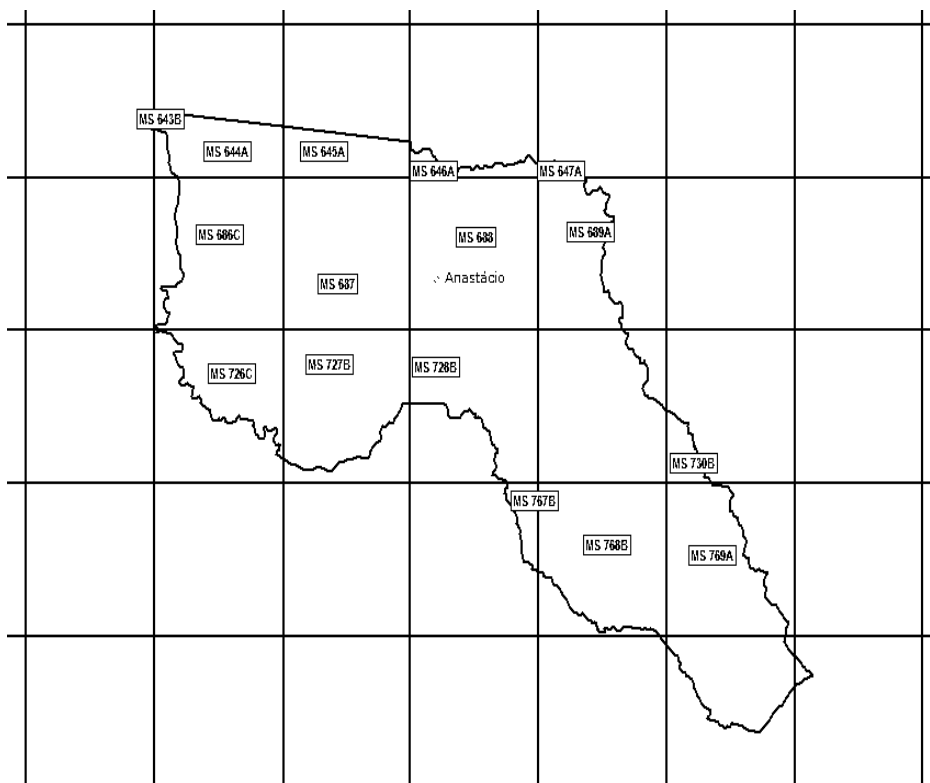 MS 643B
MS 644A
MS 645A
MS 646A
MS 647A
MS 686C
MS 688
MS 689A
MS 687
Anastácio
MS 726C
MS 727B
MS 728B
MS 730B
MS 767B
MS 768B
MS 769A